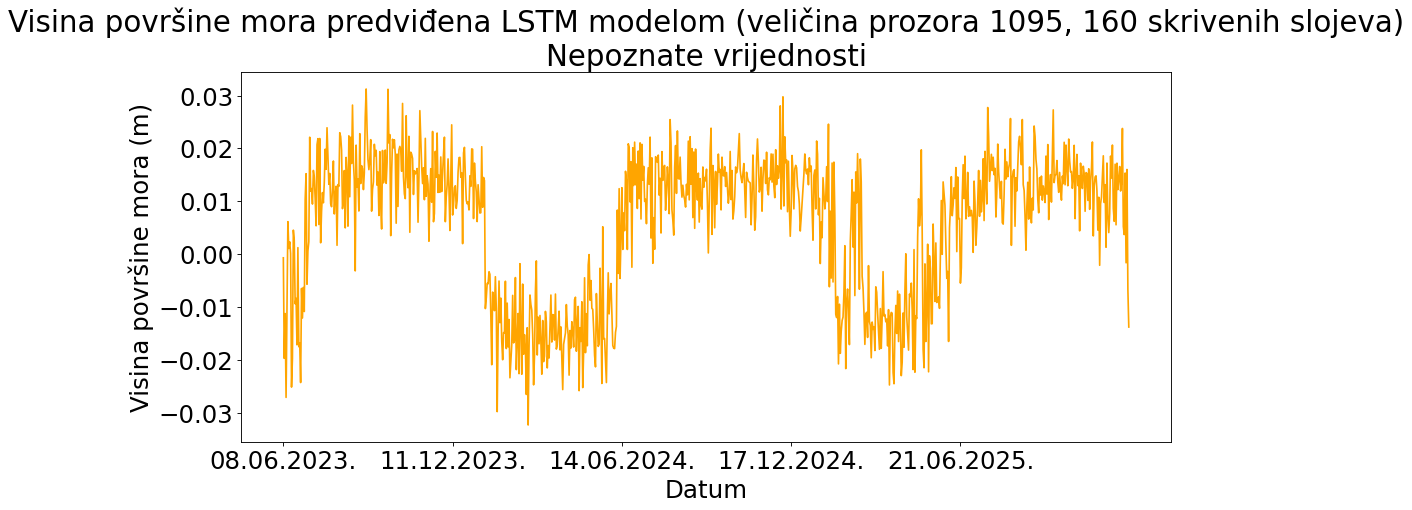 Visina površine mora predviđena LSTM modelom (veličina prozora 1095, 160 skrivenih slojeva)
Nepoznate vrijednosti
Visina površine mora (m)
0.03
0.02
0.01
0.00
−0.01
−0.02
−0.03
08.06.2023. 11.12.2023. 14.06.2024. 17.12.2024. 21.06.2025.
Datum